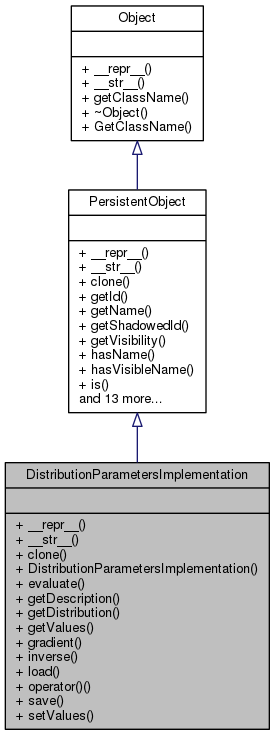 Object
+ __repr__()
+ __str__()
+ getClassName()
+ ~Object()
+ GetClassName()
PersistentObject
+ __repr__()
+ __str__()
+ clone()
+ getId()
+ getName()
+ getShadowedId()
+ getVisibility()
+ hasName()
+ hasVisibleName()
+ is()
and 13 more...
DistributionParametersImplementation
+ __repr__()
+ __str__()
+ clone()
+ DistributionParametersImplementation()
+ evaluate()
+ getDescription()
+ getDistribution()
+ getValues()
+ gradient()
+ inverse()
+ load()
+ operator()()
+ save()
+ setValues()